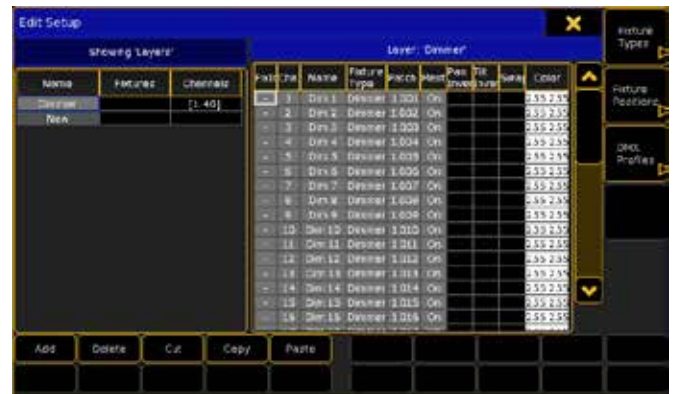 Edit Setup
Showing 'Layers'
Layer: 'Dimmer'
Name Fixtures Channels
Dimmer [1..40]
New
Name Fixture Type Patch Color
- 1 Dim 1 Dimmer 1.001 On
- 2 Dim 2 Dimmer 1.002 On
- 3 Dim 3 Dimmer 1.003 On
- 4 Dim 4 Dimmer 1.004 On
- 5 Dim 5 Dimmer 1.005 On
- 6 Dim 6 Dimmer 1.006 On
- 7 Dim 7 Dimmer 1.007 On
- 8 Dim 8 Dimmer 1.008 On
- 9 Dim 9 Dimmer 1.009 On
- 10 Dim 10 Dimmer 1.010 On
- 11 Dim 11 Dimmer 1.011 On
- 12 Dim 12 Dimmer 1.012 On
- 13 Dim 13 Dimmer 1.013 On
- 14 Dim 14 Dimmer 1.014 On
- 15 Dim 15 Dimmer 1.015 On
- 16 Dim 16 Dimmer 1.016 On
Fixture Types
Fixture Positions
DMX Profiles
Add Delete Cut Copy Paste